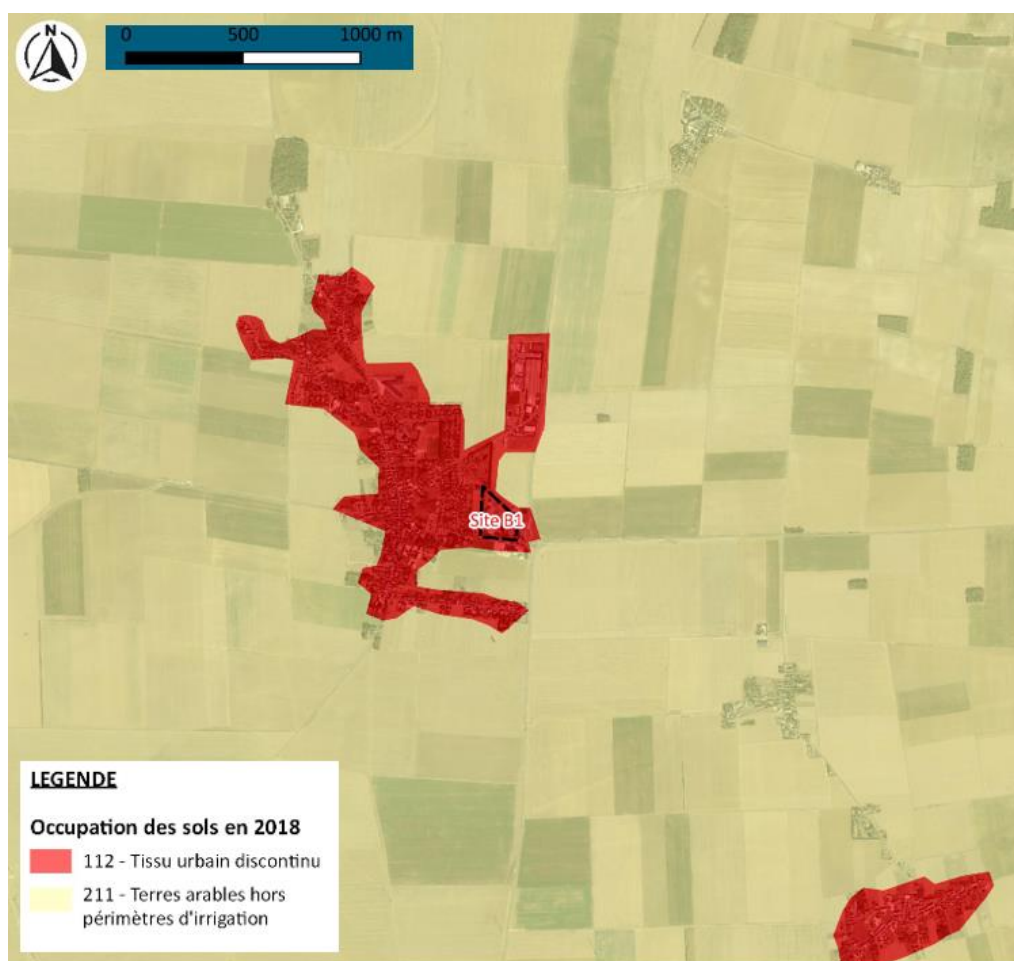 N
0 500 1000 m
Site B1
LEGENDE
Occupation des sols en 2018
112 - Tissu urbain discontinu
211 - Terres arables hors
périmètres d'irrigation